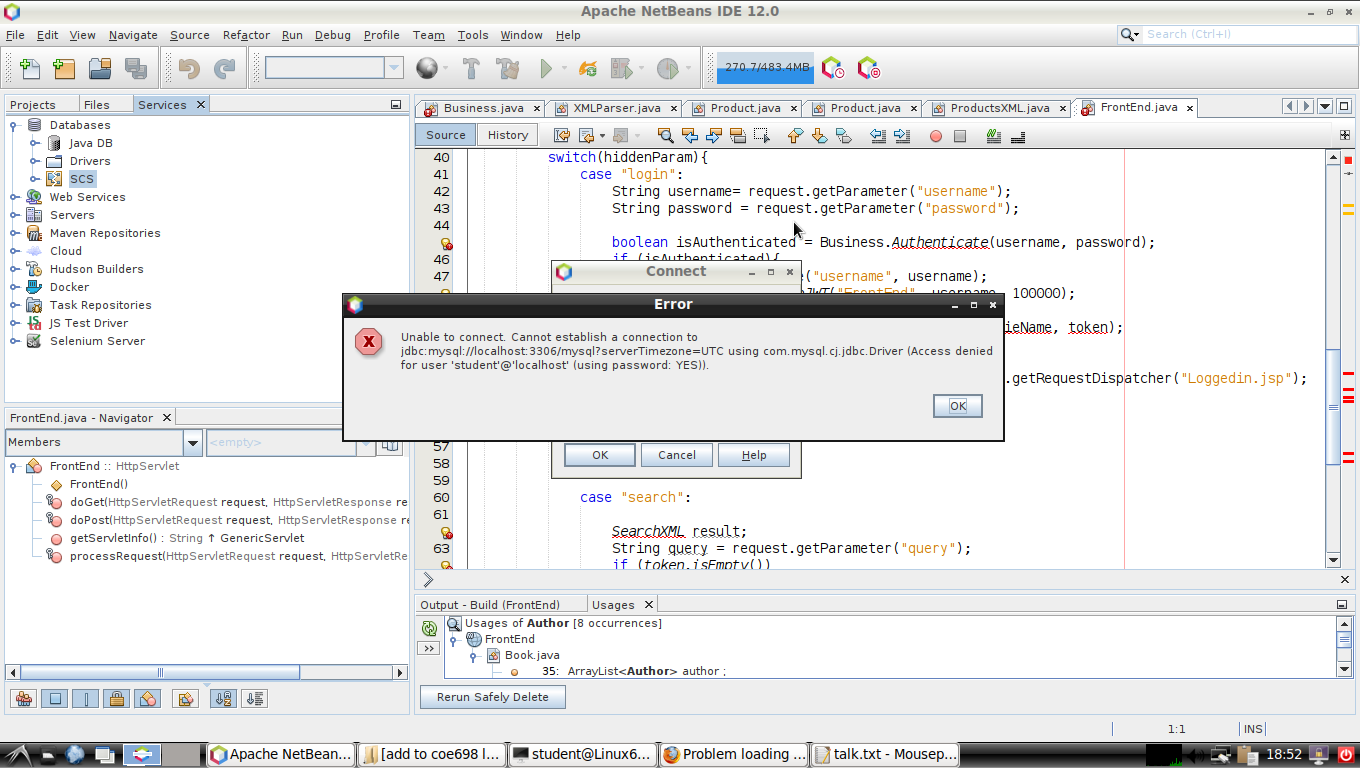 Apache NetBeans IDE 12.0
File Edit View Navigate Source Refactor Run Debug Profile Team Tools Window Help
Search (Ctrl+I)
270.7/483.4MB
Projects Files Services
Databases
Java DB
Drivers
SCS
Web Services
Servers
Maven Repositories
Cloud
Hudson Builders
Docker
Task Repositories
JS Test Driver
Selenium Server
FrontEnd.java - Navigator
Members
<empty>
FrontEnd :: HttpServlet
FrontEnd()
doGet(HttpServletRequest request, HttpServletResponse re
doPost(HttpServletRequest request, HttpServletResponse re
getServletInfo() : String ↑ GenericServlet
processRequest(HttpServletRequest request, HttpServletRe
Business.java XMLParser.java Product.java Product.java ProductsXML.java FrontEnd.java
Source History
40 switch(hiddenParam){
41 case "login":
42 String username= request.getParameter("username");
43 String password = request.getParameter("password");
44
boolean isAuthenticated = Business.Authenticate(username, password);
46 if (isAuthenticated){
47 e("username", username);
100000);
ieName, token);
.getRequestDispatcher("Loggedin.jsp");
Connect
Error
Unable to connect. Cannot establish a connection to
jdbc:mysql://localhost:3306/mysql?serverTimezone=UTC using com.mysql.cj.jdbc.Driver (Access denied
for user 'student'@'localhost' (using password: YES)).
OK
OK Cancel Help
57
58
59
60 case "search":
61
SearchXML result;
63 String query = request.getParameter("query");
if (token.isEmpty())
Output - Build (FrontEnd) Usages
Usages of Author [8 occurrences]
FrontEnd
Book.java
35: ArrayList<Author> author ;
Rerun Safely Delete
1:1 INS
Apache NetBean... [add to coe698 l... student@Linux6... Problem loading ... talk.txt - Mousep... 18:52